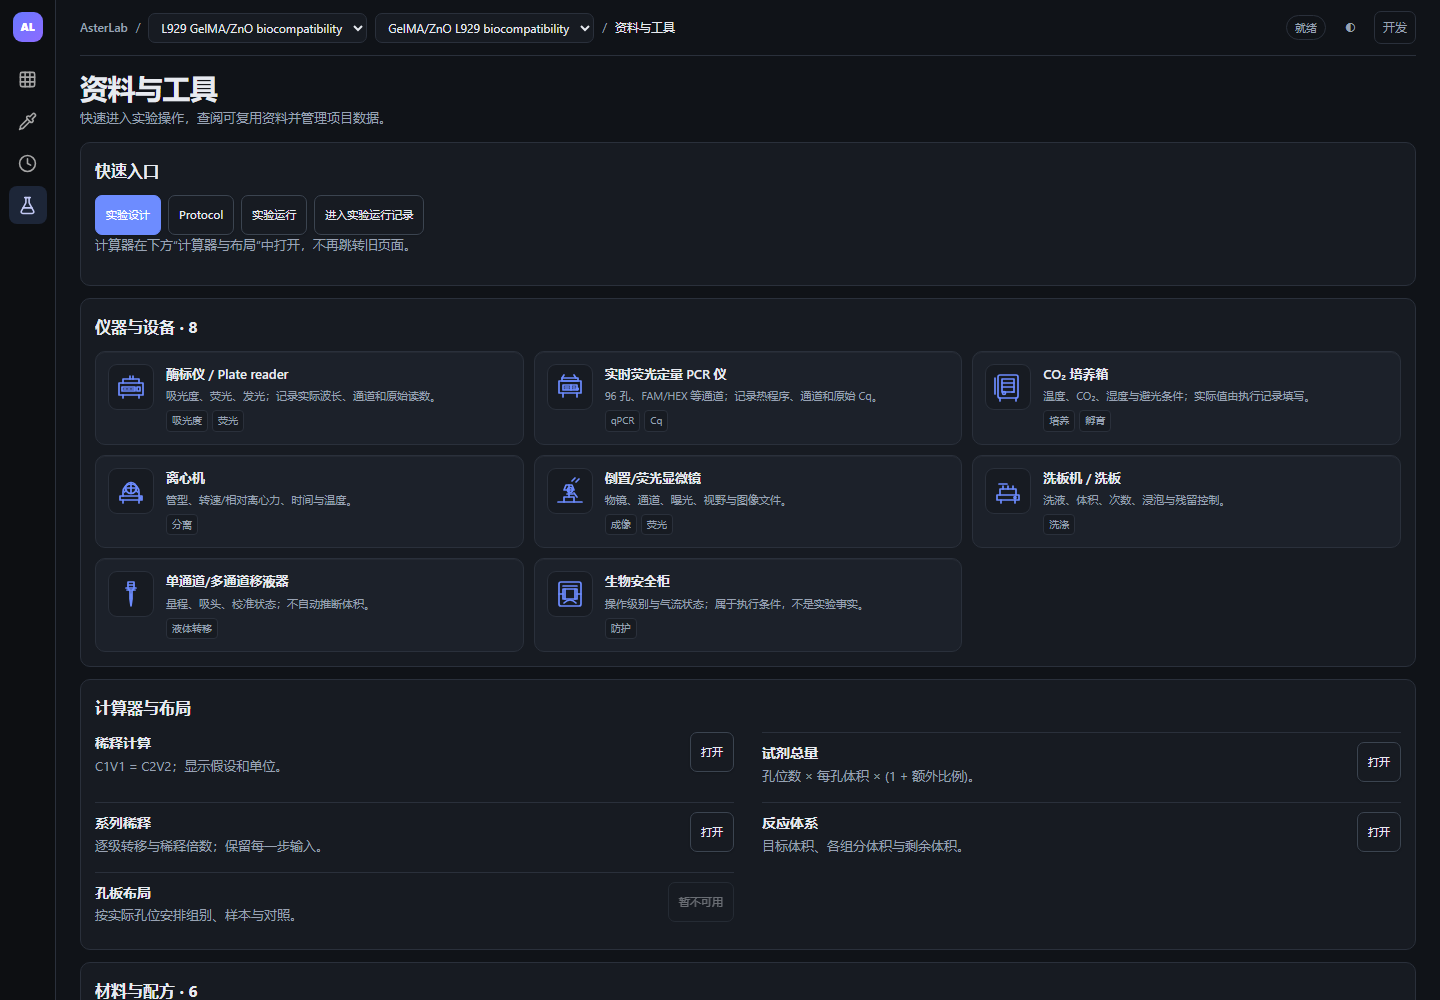 AL
AsterLab / L929 GelMA/ZnO biocompatibility GelMA/ZnO L929 biocompatibility / 资料与工具
就绪
开发
资料与工具
快速进入实验操作，查阅可复用资料并管理项目数据。
快速入口
实验设计 Protocol 实验运行 进入实验运行记录
计算器在下方“计算器与布局”中打开，不再跳转旧页面。
仪器与设备 · 8
酶标仪 / Plate reader
吸光度、荧光、发光；记录实际波长、通道和原始读数。
吸光度 荧光
实时荧光定量 PCR 仪
96 孔、FAM/HEX 等通道；记录热程序、通道和原始 Cq。
qPCR Cq
CO₂ 培养箱
温度、CO₂、湿度与避光条件；实际值由执行记录填写。
培养 孵育
离心机
管型、转速/相对离心力、时间与温度。
分离
倒置/荧光显微镜
物镜、通道、曝光、视野与图像文件。
成像 荧光
洗板机 / 洗板
洗液、体积、次数、浸泡与残留控制。
洗涤
单通道/多通道移液器
量程、吸头、校准状态；不自动推断体积。
液体转移
生物安全柜
操作级别与气流状态；属于执行条件，不是实验事实。
防护
计算器与布局
稀释计算
C1V1 = C2V2；显示假设和单位。
打开
试剂总量
孔位数 × 每孔体积 × (1 + 额外比例)。
打开
系列稀释
逐级转移与稀释倍数；保留每一步输入。
打开
反应体系
目标体积、各组分体积与剩余体积。
打开
孔板布局
按实际孔位安排组别、样本与对照。
暂不可用
材料与配方 · 6